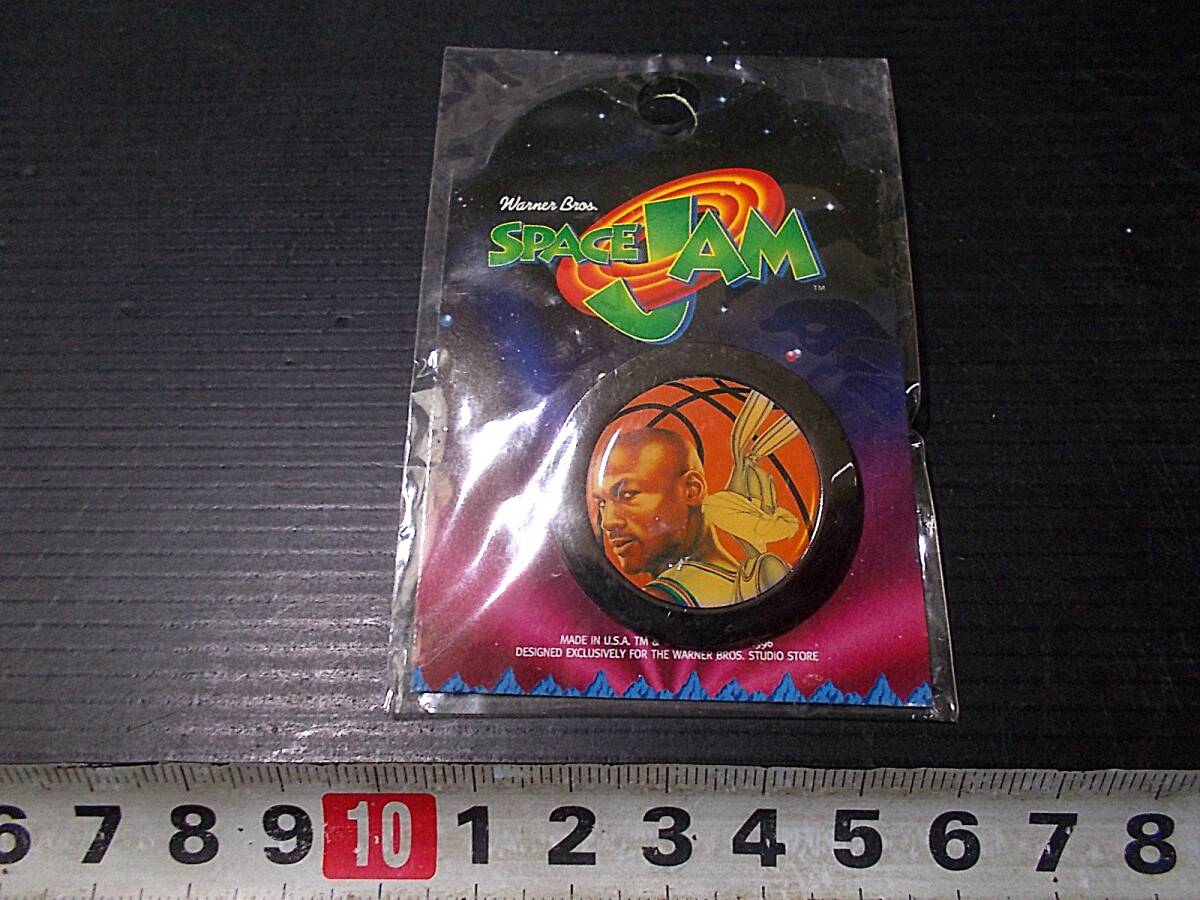 Warner Bros.
SPACE JAM
TM
MADE IN U.S.A. TM & 996
DESIGNED EXCLUSIVELY FOR THE WARNER BROS. STUDIO STORE
6 7 8 9 10 1 2 3 4 5 6 7 8